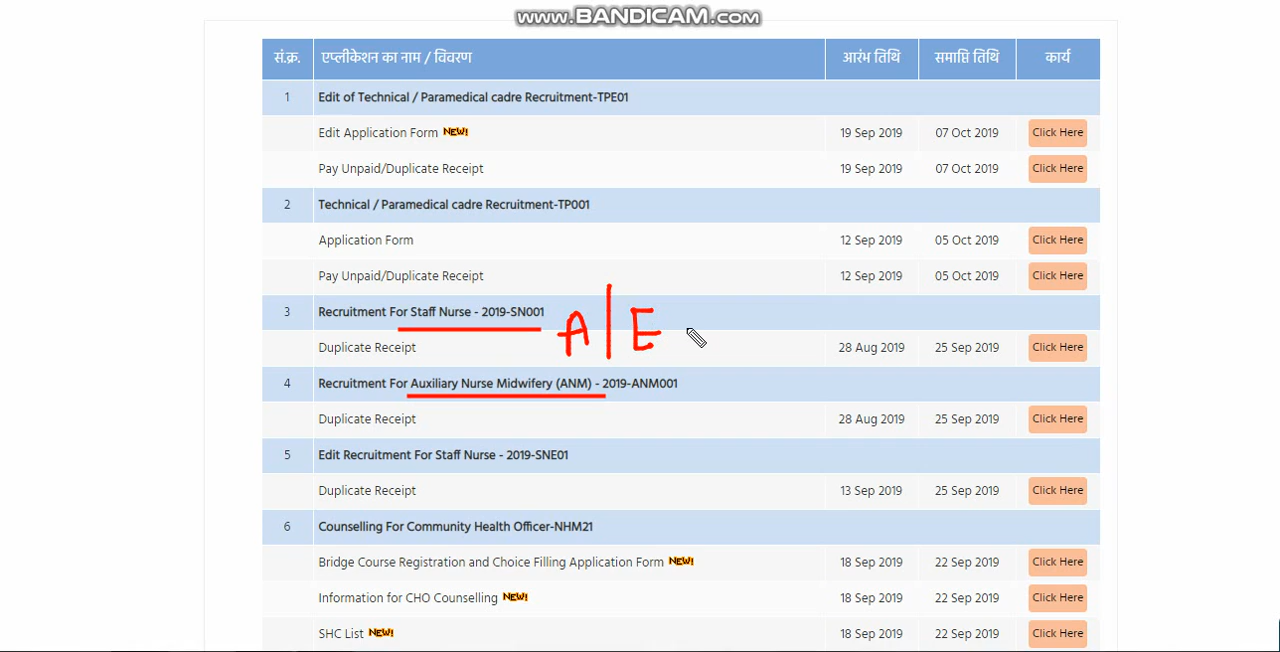 www.BANDICAM.com
सं.क्र. एप्लीकेशन का नाम / विवरण आरंभ तिथि समाप्ति तिथि कार्य
1 Edit of Technical / Paramedical cadre Recruitment-TPE01
Edit Application Form NEW! 19 Sep 2019 07 Oct 2019 Click Here
Pay Unpaid/Duplicate Receipt 19 Sep 2019 07 Oct 2019 Click Here
2 Technical / Paramedical cadre Recruitment-TP001
Application Form 12 Sep 2019 05 Oct 2019 Click Here
Pay Unpaid/Duplicate Receipt 12 Sep 2019 05 Oct 2019 Click Here
3 Recruitment For Staff Nurse - 2019-SN001
A | E
Duplicate Receipt 28 Aug 2019 25 Sep 2019 Click Here
4 Recruitment For Auxiliary Nurse Midwifery (ANM) - 2019-ANM001
Duplicate Receipt 28 Aug 2019 25 Sep 2019 Click Here
5 Edit Recruitment For Staff Nurse - 2019-SNE01
Duplicate Receipt 13 Sep 2019 25 Sep 2019 Click Here
6 Counselling For Community Health Officer-NHM21
Bridge Course Registration and Choice Filling Application Form NEW! 18 Sep 2019 22 Sep 2019 Click Here
Information for CHO Counselling NEW! 18 Sep 2019 22 Sep 2019 Click Here
SHC List NEW! 18 Sep 2019 22 Sep 2019 Click Here